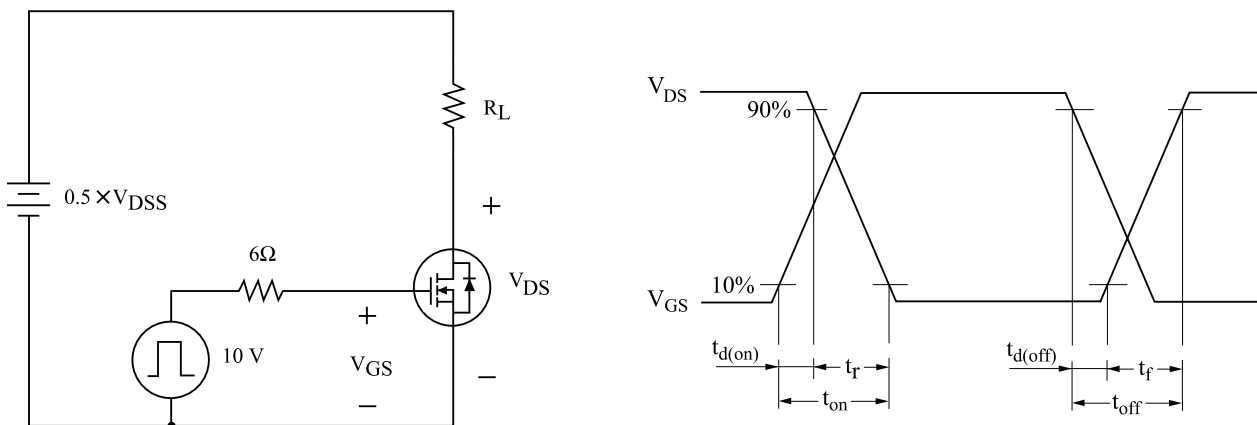 R_L
0.5 ×V_DSS
+
6Ω
V_DS
+
10 V
V_GS
−
−
V_DS
90%
10%
V_GS
t_d(on)
t_r
t_on
t_d(off)
t_f
t_off